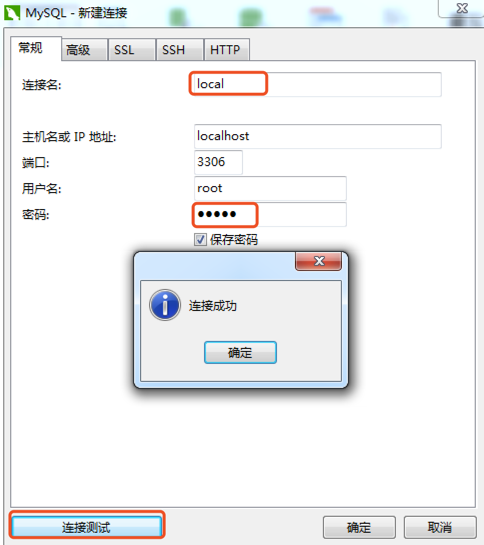 MySQL - 新建连接
常规 高级 SSL SSH HTTP
连接名: local
主机名或 IP 地址: localhost
端口: 3306
用户名: root
密码: ●●●●●
保存密码
连接成功
确定
连接测试 确定 取消